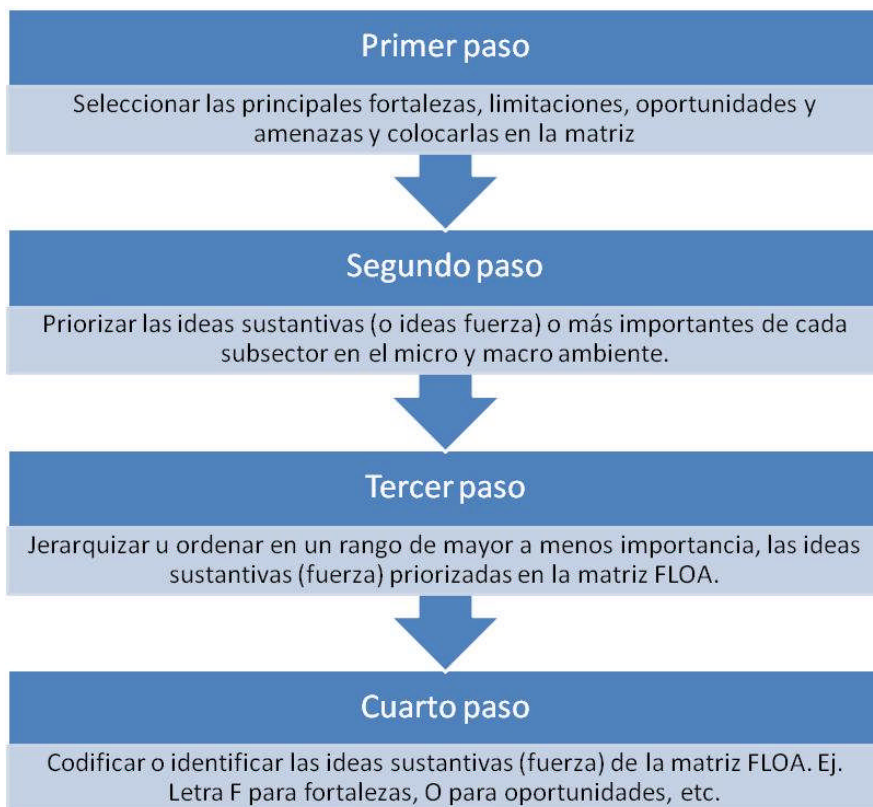 Primer paso
Seleccionar las principales fortalezas, limitaciones, oportunidades y
amenazas y colocarlas en la matriz
Segundo paso
Priorizar las ideas sustantivas (o ideas fuerza) o más importantes de cada
subsector en el micro y macro ambiente.
Tercer paso
Jerarquizar u ordenar en un rango de mayor a menos importancia, las ideas
sustantivas (fuerza) priorizadas en la matriz FLOA.
Cuarto paso
Codificar o identificar las ideas sustantivas (fuerza) de la matriz FLOA. Ej.
Letra F para fortalezas, O para oportunidades, etc.